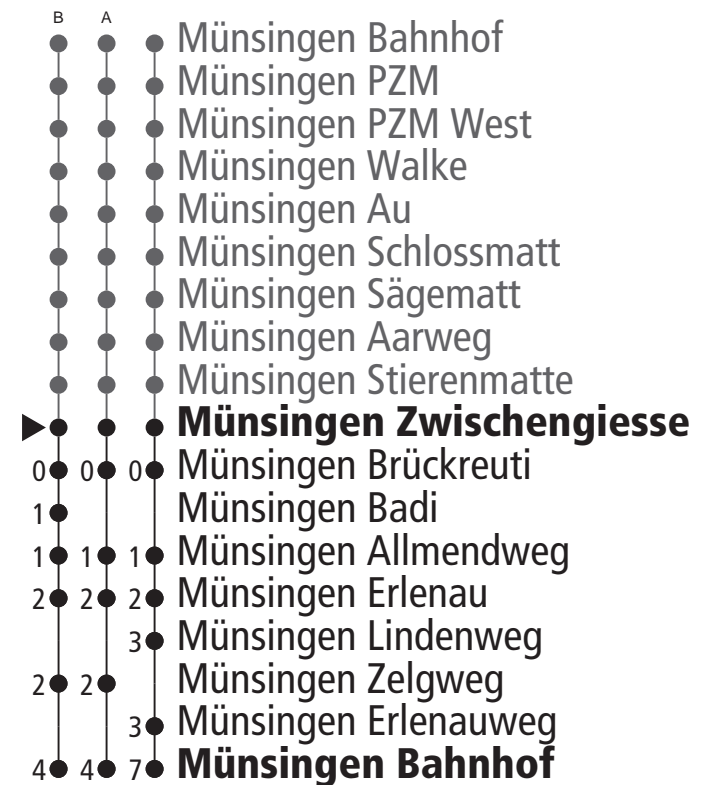 B A
Münsingen Bahnhof
Münsingen PZM
Münsingen PZM West
Münsingen Walke
Münsingen Au
Münsingen Schlossmatt
Münsingen Sägematt
Münsingen Aarweg
Münsingen Stierenmatte
Münsingen Zwischengiesse
0 0 0 Münsingen Brückreuti
1 Münsingen Badi
1 1 1 Münsingen Allmendweg
2 2 2 Münsingen Erlenau
3 Münsingen Lindenweg
2 2 Münsingen Zelgweg
3 Münsingen Erlenauweg
4 4 7 Münsingen Bahnhof